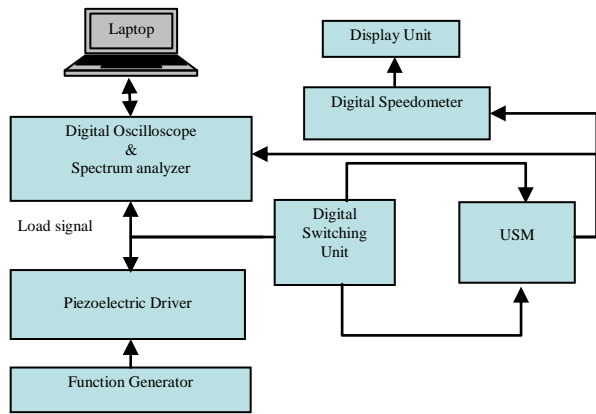 Laptop
Display Unit
Digital Speedometer
Digital Oscilloscope
&
Spectrum analyzer
Load signal
Digital
Switching
Unit
USM
Piezoelectric Driver
Function Generator